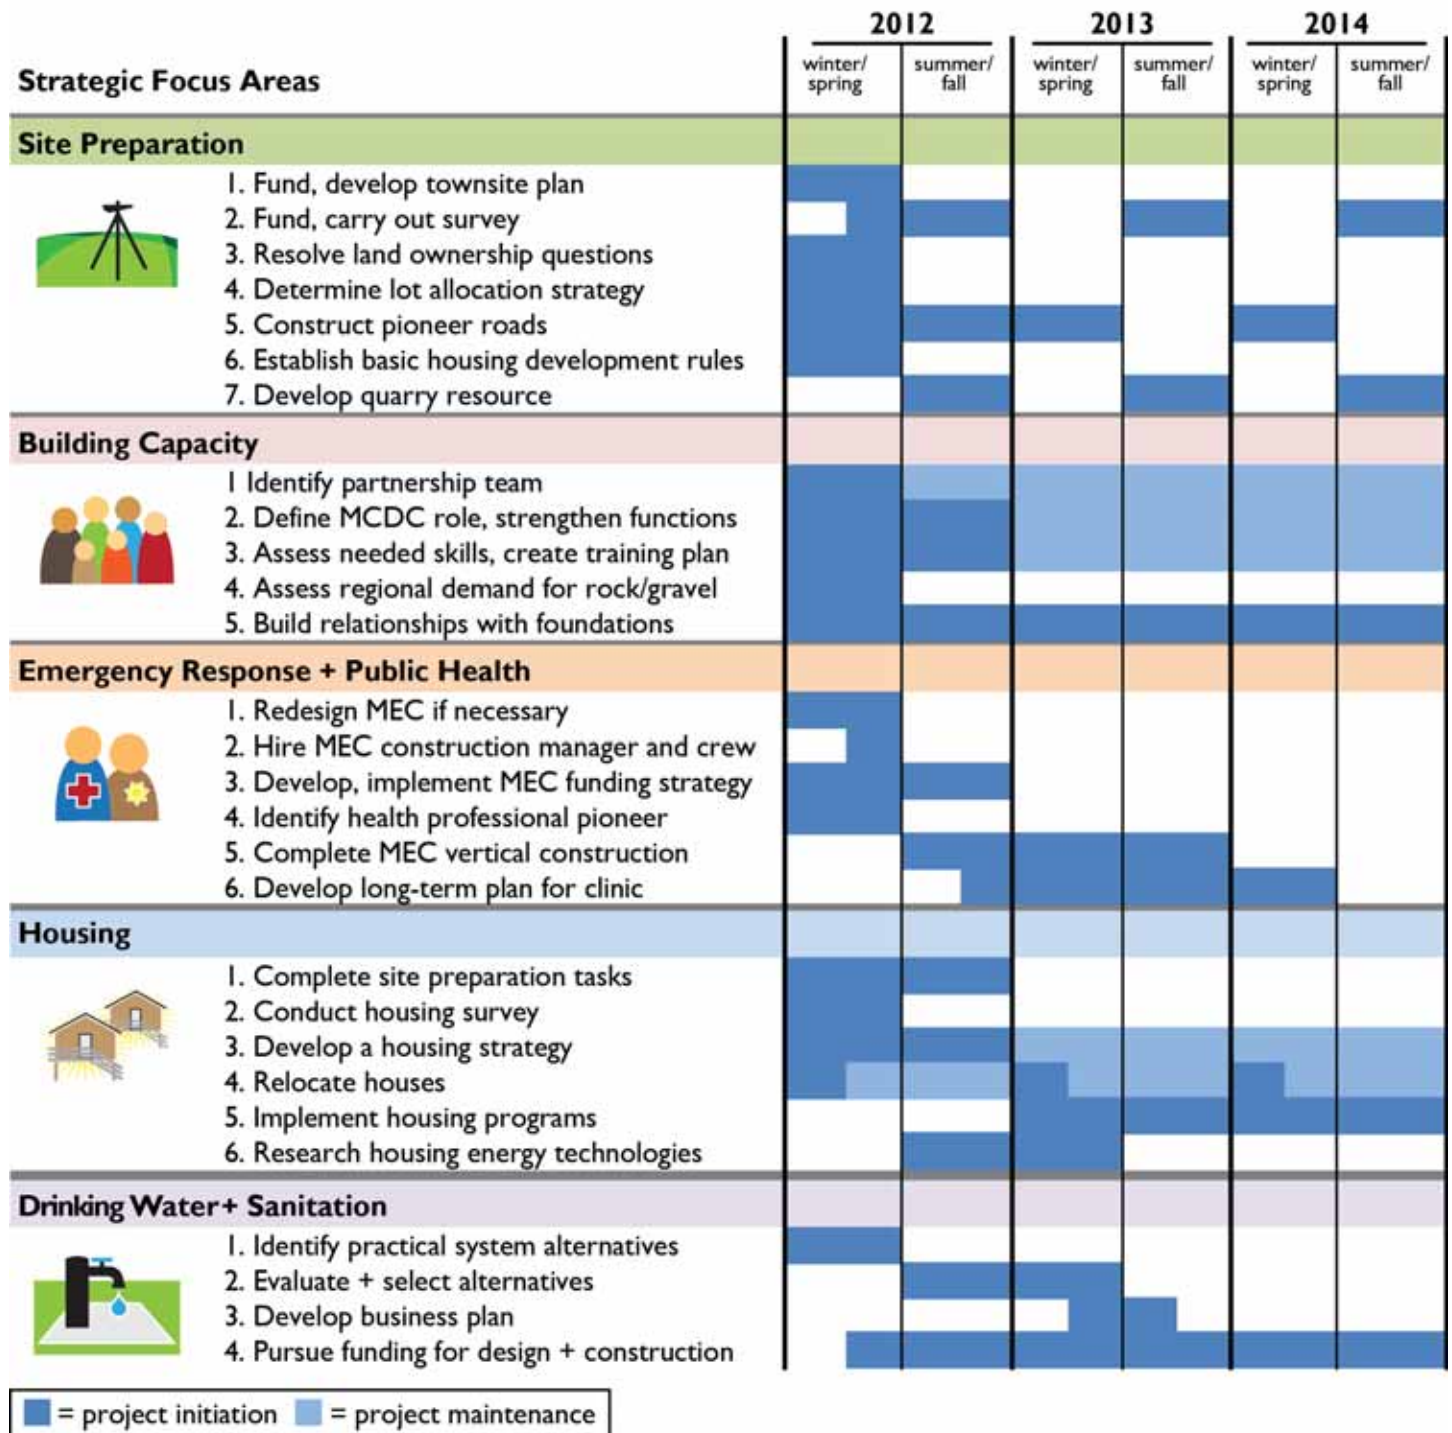 2012 2013 2014
Strategic Focus Areas
winter/ spring summer/ fall winter/ spring summer/ fall winter/ spring summer/ fall
Site Preparation
1. Fund, develop townsite plan
2. Fund, carry out survey
3. Resolve land ownership questions
4. Determine lot allocation strategy
5. Construct pioneer roads
6. Establish basic housing development rules
7. Develop quarry resource
Building Capacity
1 Identify partnership team
2. Define MCDC role, strengthen functions
3. Assess needed skills, create training plan
4. Assess regional demand for rock/gravel
5. Build relationships with foundations
Emergency Response + Public Health
1. Redesign MEC if necessary
2. Hire MEC construction manager and crew
3. Develop, implement MEC funding strategy
4. Identify health professional pioneer
5. Complete MEC vertical construction
6. Develop long-term plan for clinic
Housing
1. Complete site preparation tasks
2. Conduct housing survey
3. Develop a housing strategy
4. Relocate houses
5. Implement housing programs
6. Research housing energy technologies
Drinking Water+ Sanitation
1. Identify practical system alternatives
2. Evaluate + select alternatives
3. Develop business plan
4. Pursue funding for design + construction
= project initiation = project maintenance